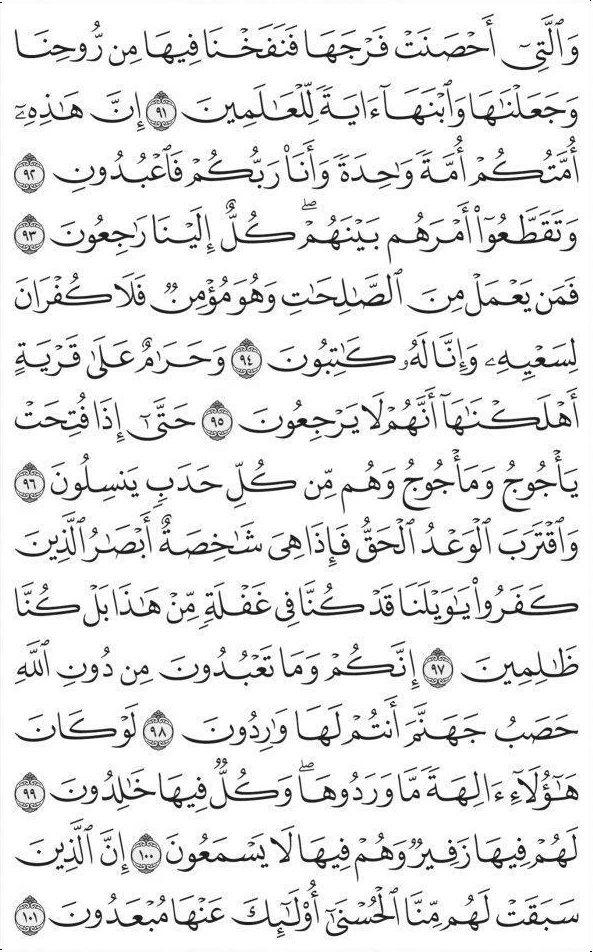 وَٱلَّتِىٓ أَحۡصَنَتۡ فَرۡجَهَا فَنَفَخۡنَا فِيهَا مِن رُّوحِنَا
وَجَعَلۡنَٰهَا وَٱبۡنَهَآ ءَايَةٗ لِّلۡعَٰلَمِينَ ٩١ إِنَّ هَٰذِهِۦٓ
أُمَّتُكُمۡ أُمَّةٗ وَٰحِدَةٗ وَأَنَا۠ رَبُّكُمۡ فَٱعۡبُدُونِ ٩٢
وَتَقَطَّعُوٓاْ أَمۡرَهُم بَيۡنَهُمۡۖ كُلٌّ إِلَيۡنَا رَٰجِعُونَ ٩٣
فَمَن يَعۡمَلۡ مِنَ ٱلصَّٰلِحَٰتِ وَهُوَ مُؤۡمِنٞ فَلَا كُفۡرَانَ
لِسَعۡيِهِۦ وَإِنَّا لَهُۥ كَٰتِبُونَ ٩٤ وَحَرَٰمٌ عَلَىٰ قَرۡيَةٍ
أَهۡلَكۡنَٰهَآ أَنَّهُمۡ لَا يَرۡجِعُونَ ٩٥ حَتَّىٰٓ إِذَا فُتِحَتۡ
يَأۡجُوجُ وَمَأۡجُوجُ وَهُم مِّن كُلِّ حَدَبٖ يَنسِلُونَ ٩٦
وَٱقۡتَرَبَ ٱلۡوَعۡدُ ٱلۡحَقُّ فَإِذَا هِىَ شَٰخِصَةٌ أَبۡصَٰرُ ٱلَّذِينَ
كَفَرُواْ يَٰوَيۡلَنَا قَدۡ كُنَّا فِى غَفۡلَةٖ مِّنۡ هَٰذَا بَلۡ كُنَّا
ظَٰلِمِينَ ٩٧ إِنَّكُمۡ وَمَا تَعۡبُدُونَ مِن دُونِ ٱللَّهِ
حَصَبُ جَهَنَّمَ أَنتُمۡ لَهَا وَٰرِدُونَ ٩٨ لَوۡ كَانَ
هَٰٓؤُلَآءِ ءَالِهَةٗ مَّا وَرَدُوهَاۖ وَكُلّٞ فِيهَا خَٰلِدُونَ ٩٩
لَهُمۡ فِيهَا زَفِيرٞ وَهُمۡ فِيهَا لَا يَسۡمَعُونَ ١٠٠ إِنَّ ٱلَّذِينَ
سَبَقَتۡ لَهُم مِّنَّا ٱلۡحُسۡنَىٰٓ أُوْلَٰٓئِكَ عَنۡهَا مُبۡعَدُونَ ١٠١